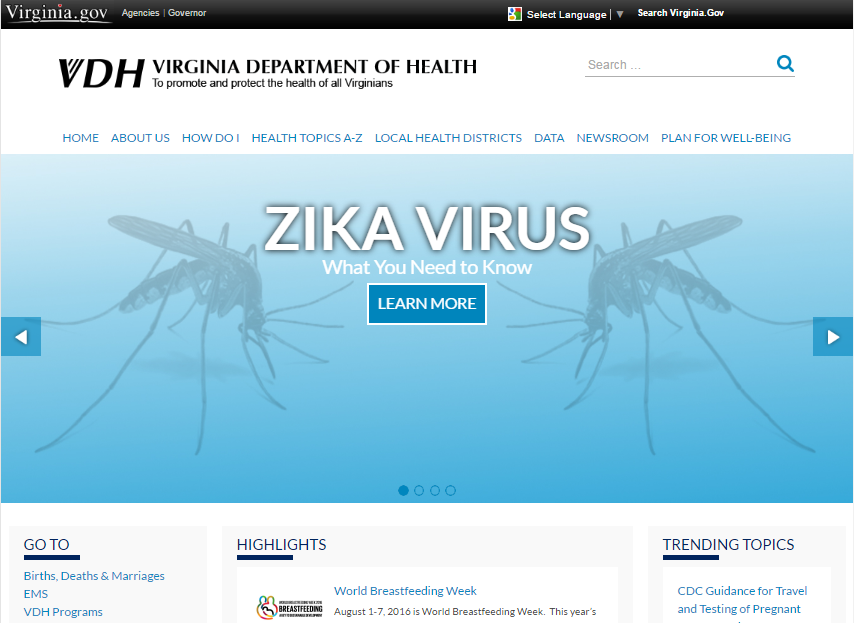 Virginia.gov Agencies | Governor Select Language ▼ Search Virginia.Gov
VDH VIRGINIA DEPARTMENT OF HEALTH
To promote and protect the health of all Virginians
Search ...
HOME ABOUT US HOW DO I HEALTH TOPICS A-Z LOCAL HEALTH DISTRICTS DATA NEWSROOM PLAN FOR WELL-BEING
ZIKA VIRUS
What You Need to Know
LEARN MORE
GO TO
Births, Deaths & Marriages
EMS
VDH Programs
HIGHLIGHTS
BREASTFEEDING
World Breastfeeding Week
August 1-7, 2016 is World Breastfeeding Week. This year's
TRENDING TOPICS
CDC Guidance for Travel
and Testing of Pregnant